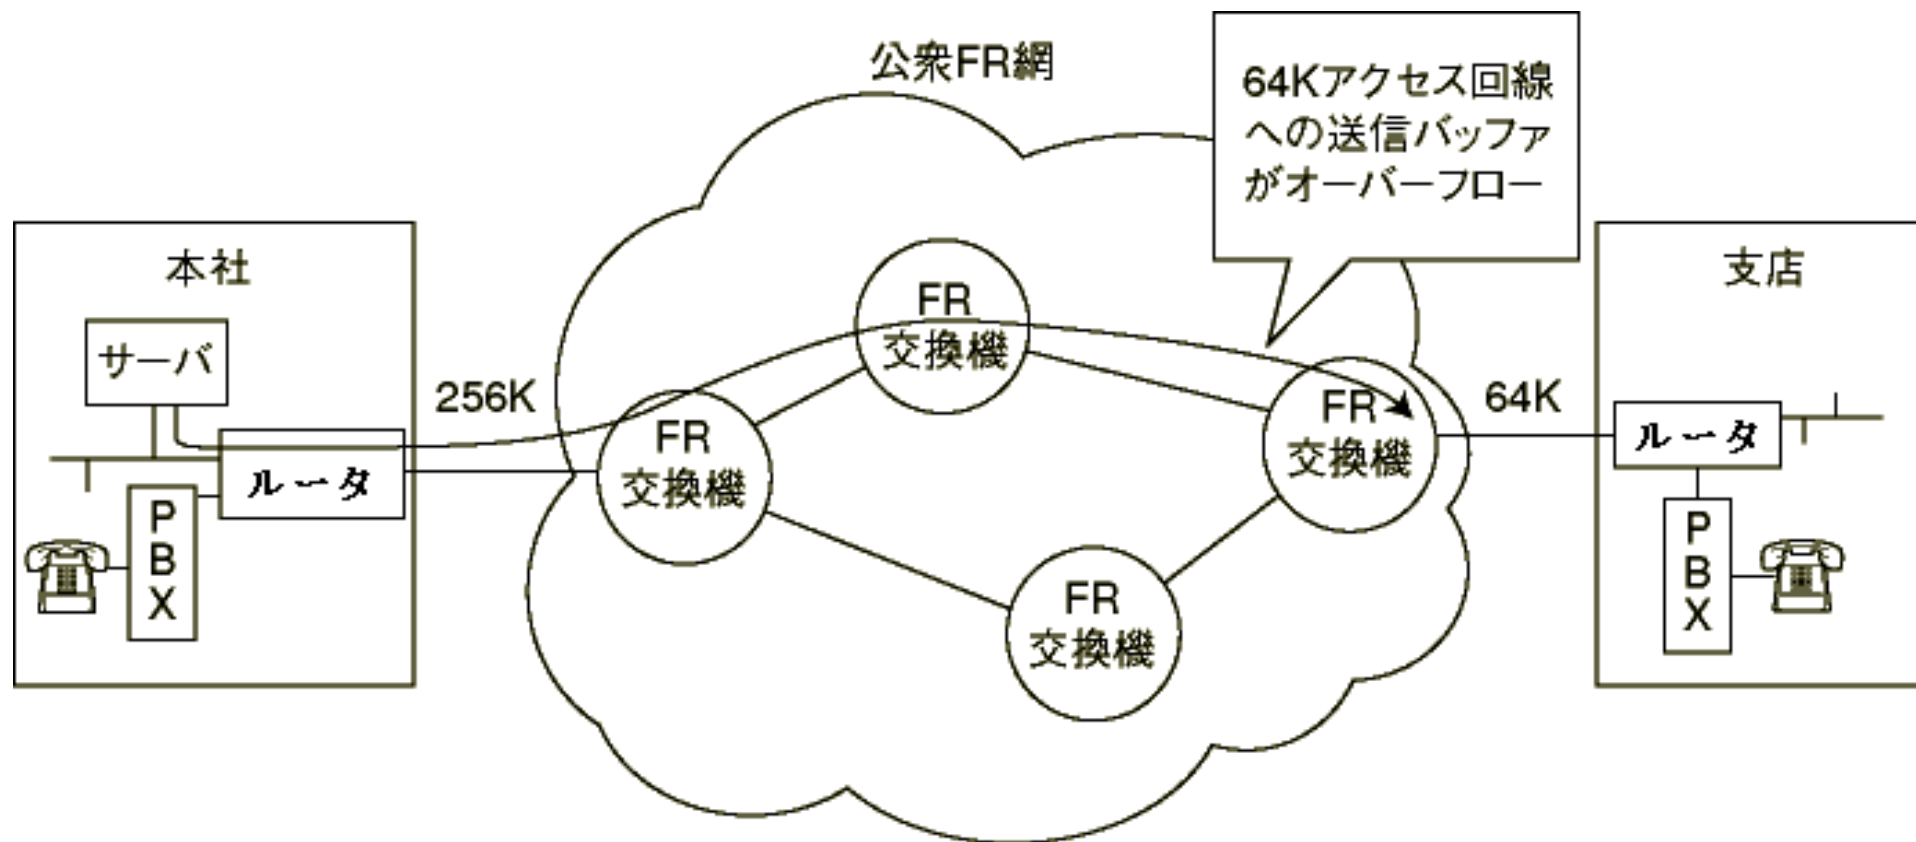 公衆FR網
64Kアクセス回線
への送信バッファ
がオーバーフロー
本社
サーバ
256K
ルータ
PBX
FR
交換機
FR
交換機
FR
交換機
FR
交換機
64K
支店
ルータ
PBX